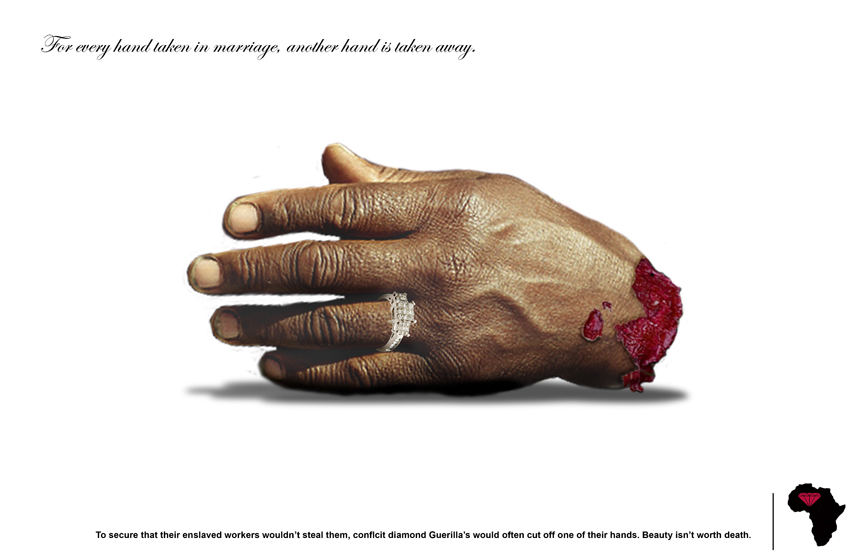 For every hand taken in marriage, another hand is taken away.
To secure that their enslaved workers wouldn't steal them, conflcit diamond Guerilla's would often cut off one of their hands. Beauty isn't worth death.